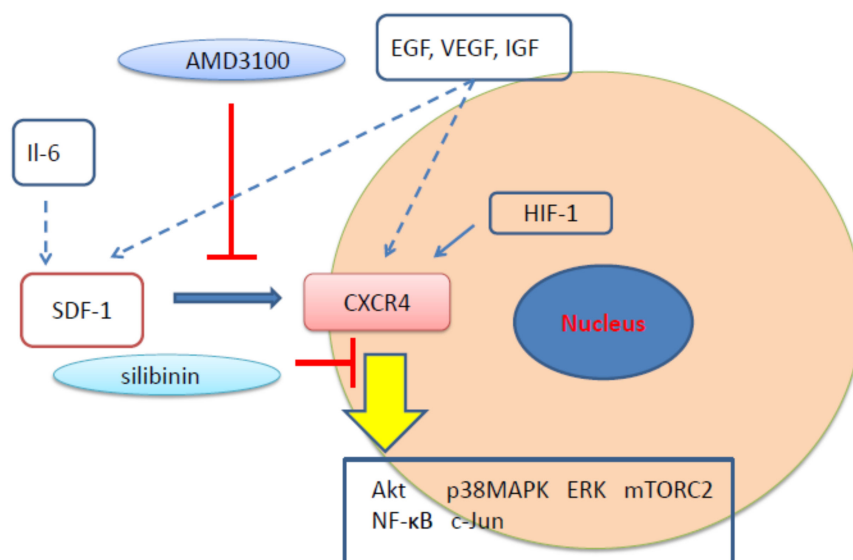 EGF, VEGF, IGF
AMD3100
Il-6
HIF-1
SDF-1
CXCR4
Nucleus
silibinin
Akt p38MAPK ERK mTORC2
NF-κB c-Jun